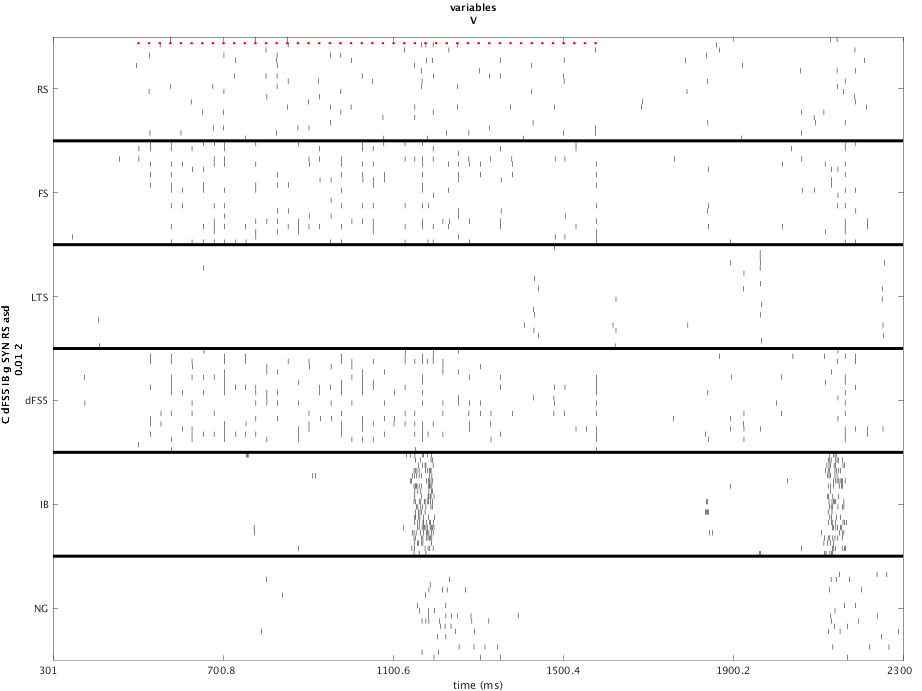 variables
V
RS
FS
LTS
dFS5
IB
NG
C dFS5 IB g SYN RS asd
0.01 2
301
700.8
1100.6
1500.4
1900.2
2300
time (ms)